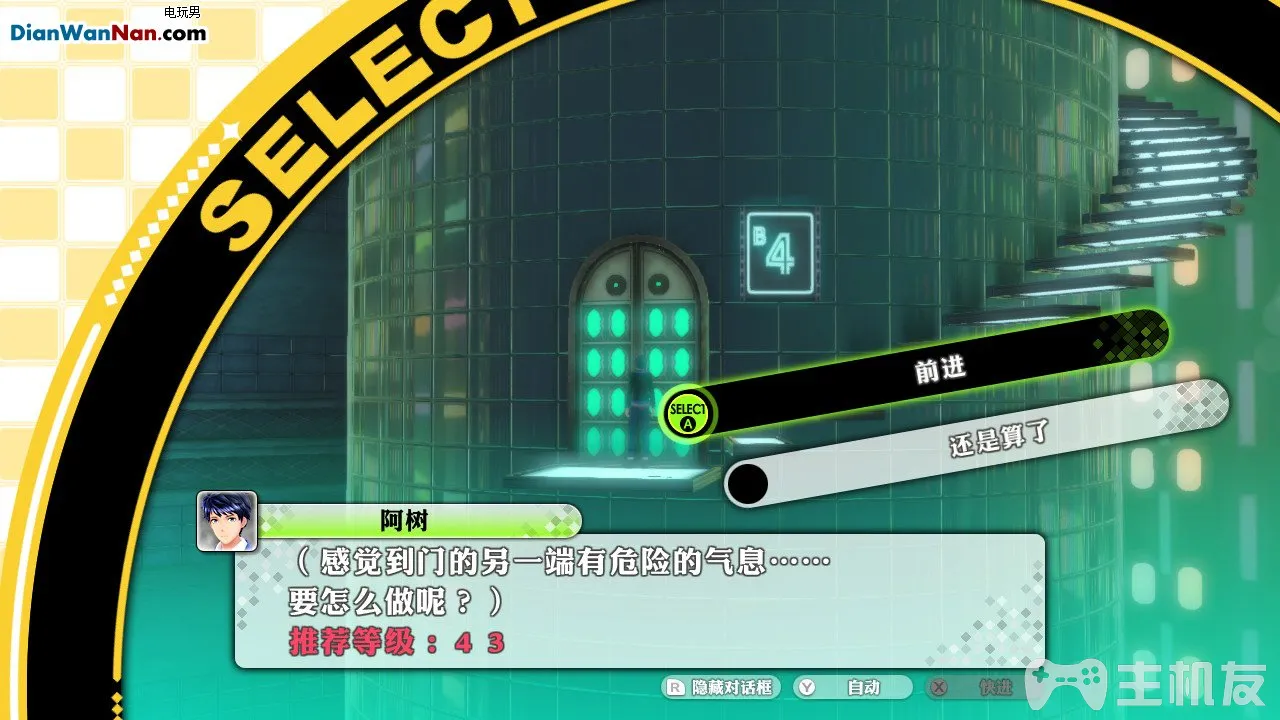 电玩男
DianWanNan.com
SELECT
B4
前进
SELECT
A
还是算了
阿树
（感觉到门的另一端有危险的气息……
要怎么做呢？）
推荐等级：43
R 隐藏对话框
Y 自动
X 快进
主机友